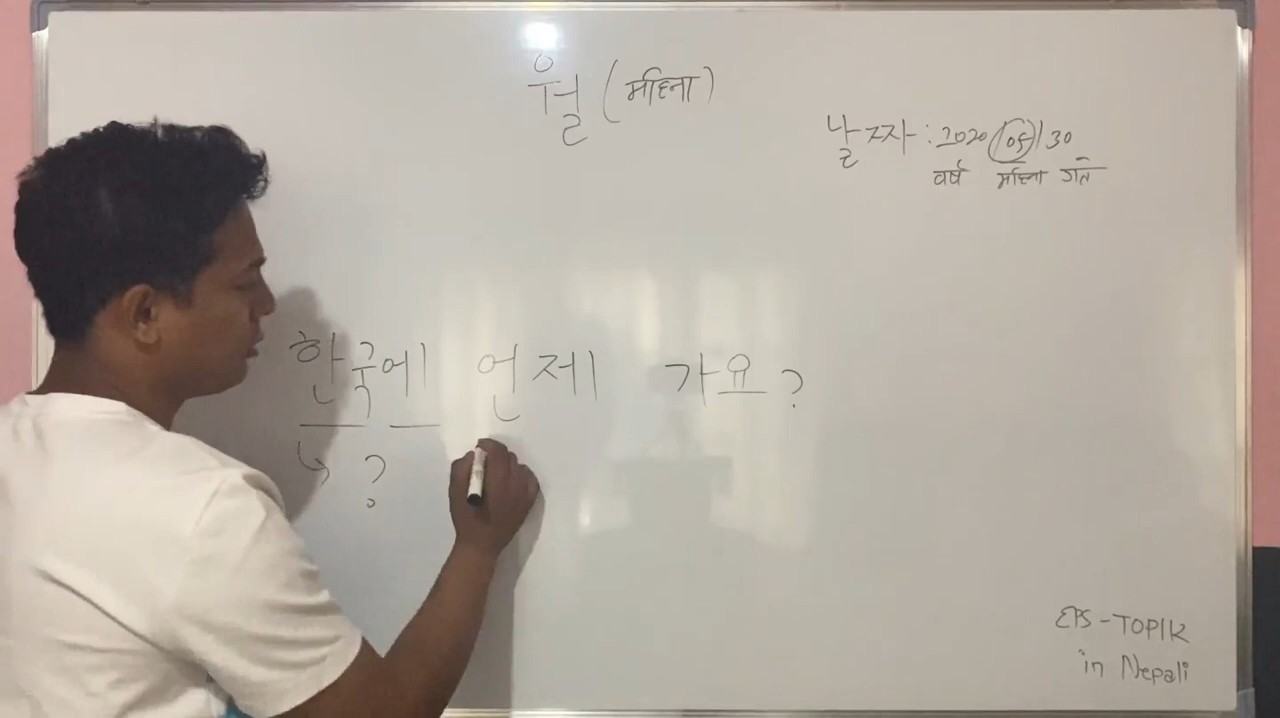 월 (महिना)
날짜 : 2020/05/30
वर्ष महिना गते
한국에 언제 가요?
↳ ?
EPS-TOPIK
in Nepali